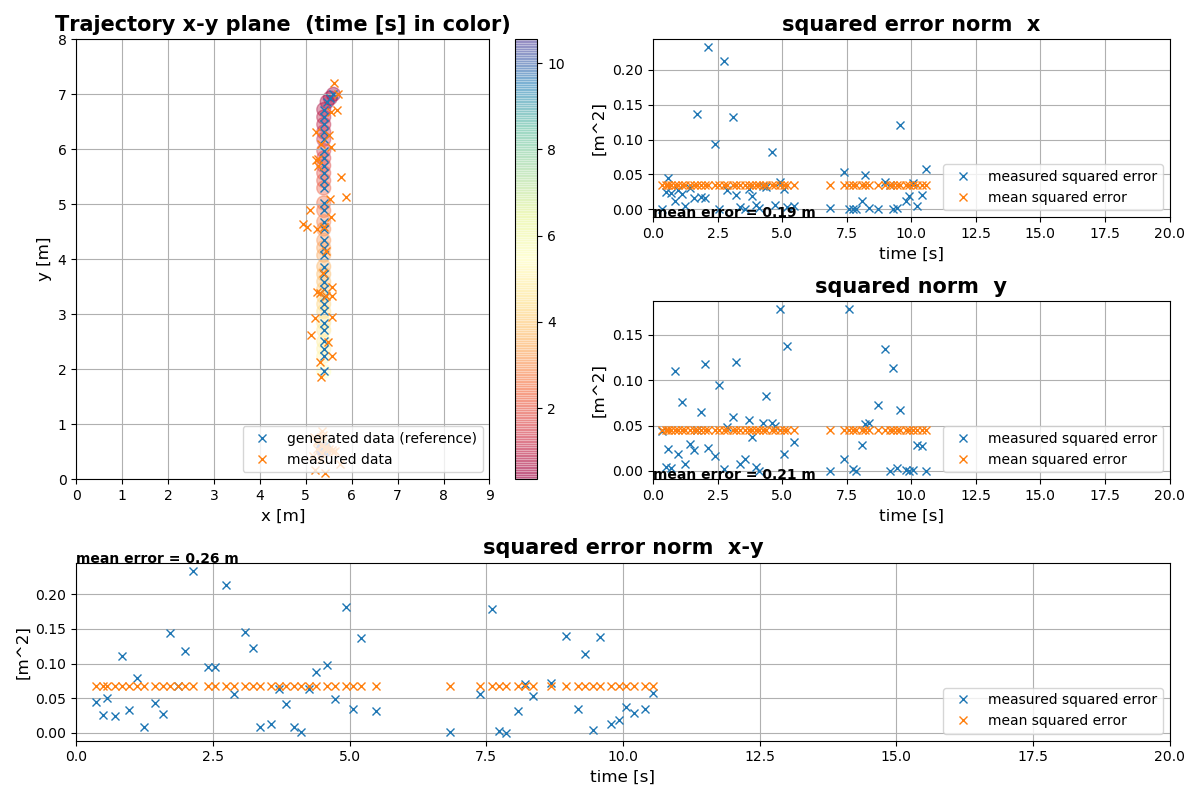 Trajectory x-y plane  (time [s] in color)
8
7
6
5
4
3
2
1
0
y [m]
0 1 2 3 4 5 6 7 8 9
x [m]
generated data (reference)
measured data
10
8
6
4
2
squared error norm  x
0.20
0.15
0.10
0.05
0.00
[m^2]
measured squared error
mean squared error
mean error = 0.19 m
0.0 2.5 5.0 7.5 10.0 12.5 15.0 17.5 20.0
time [s]
squared norm  y
0.15
0.10
0.05
0.00
[m^2]
measured squared error
mean squared error
mean error = 0.21 m
0.0 2.5 5.0 7.5 10.0 12.5 15.0 17.5 20.0
time [s]
squared error norm  x-y
mean error = 0.26 m
0.20
0.15
0.10
0.05
0.00
[m^2]
measured squared error
mean squared error
0.0 2.5 5.0 7.5 10.0 12.5 15.0 17.5 20.0
time [s]